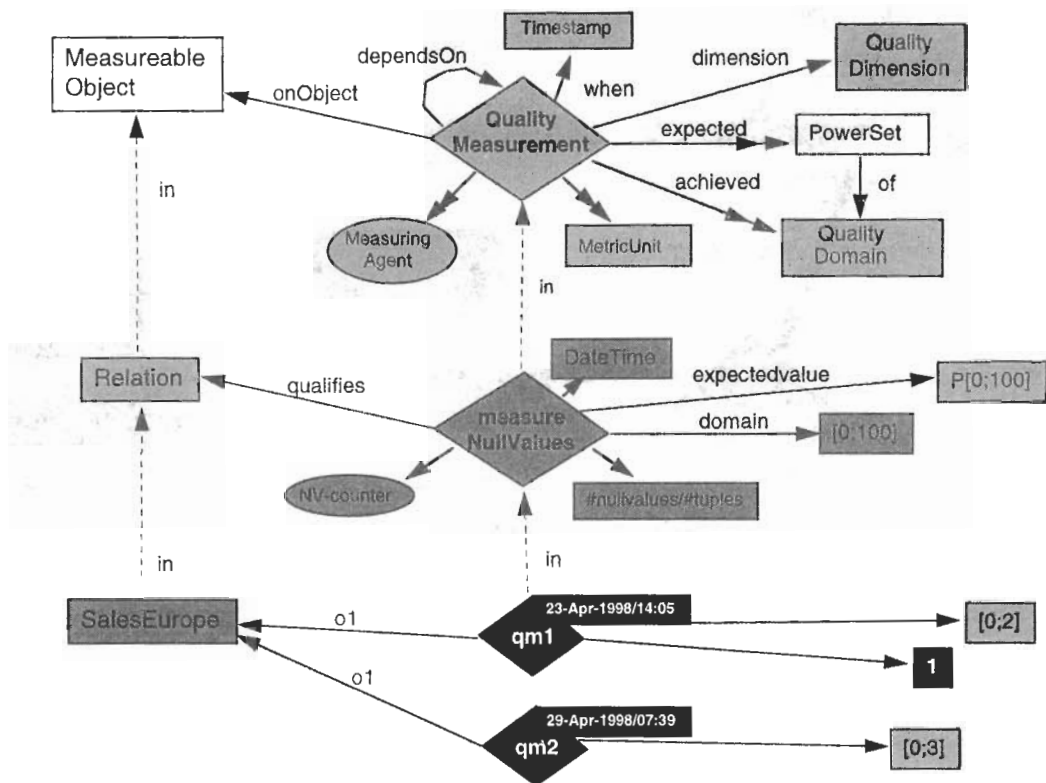 Timestamp
dependsOn
Measureable
Object
onObject
when
dimension
Quality
Dimension
Quality
Measurement
expected
PowerSet
achieved
of
in
Measuring
Agent
MetricUnit
Quality
Domain
in
DateTime
Relation
qualifies
expectedvalue
P[0;100]
measure
NullValues
domain
[0;100]
NV-counter
#nullvalues/#tuples
in
in
SalesEurope
o1
23-Apr-1998/14:05
qm1
[0;2]
1
o1
29-Apr-1998/07:39
qm2
[0;3]